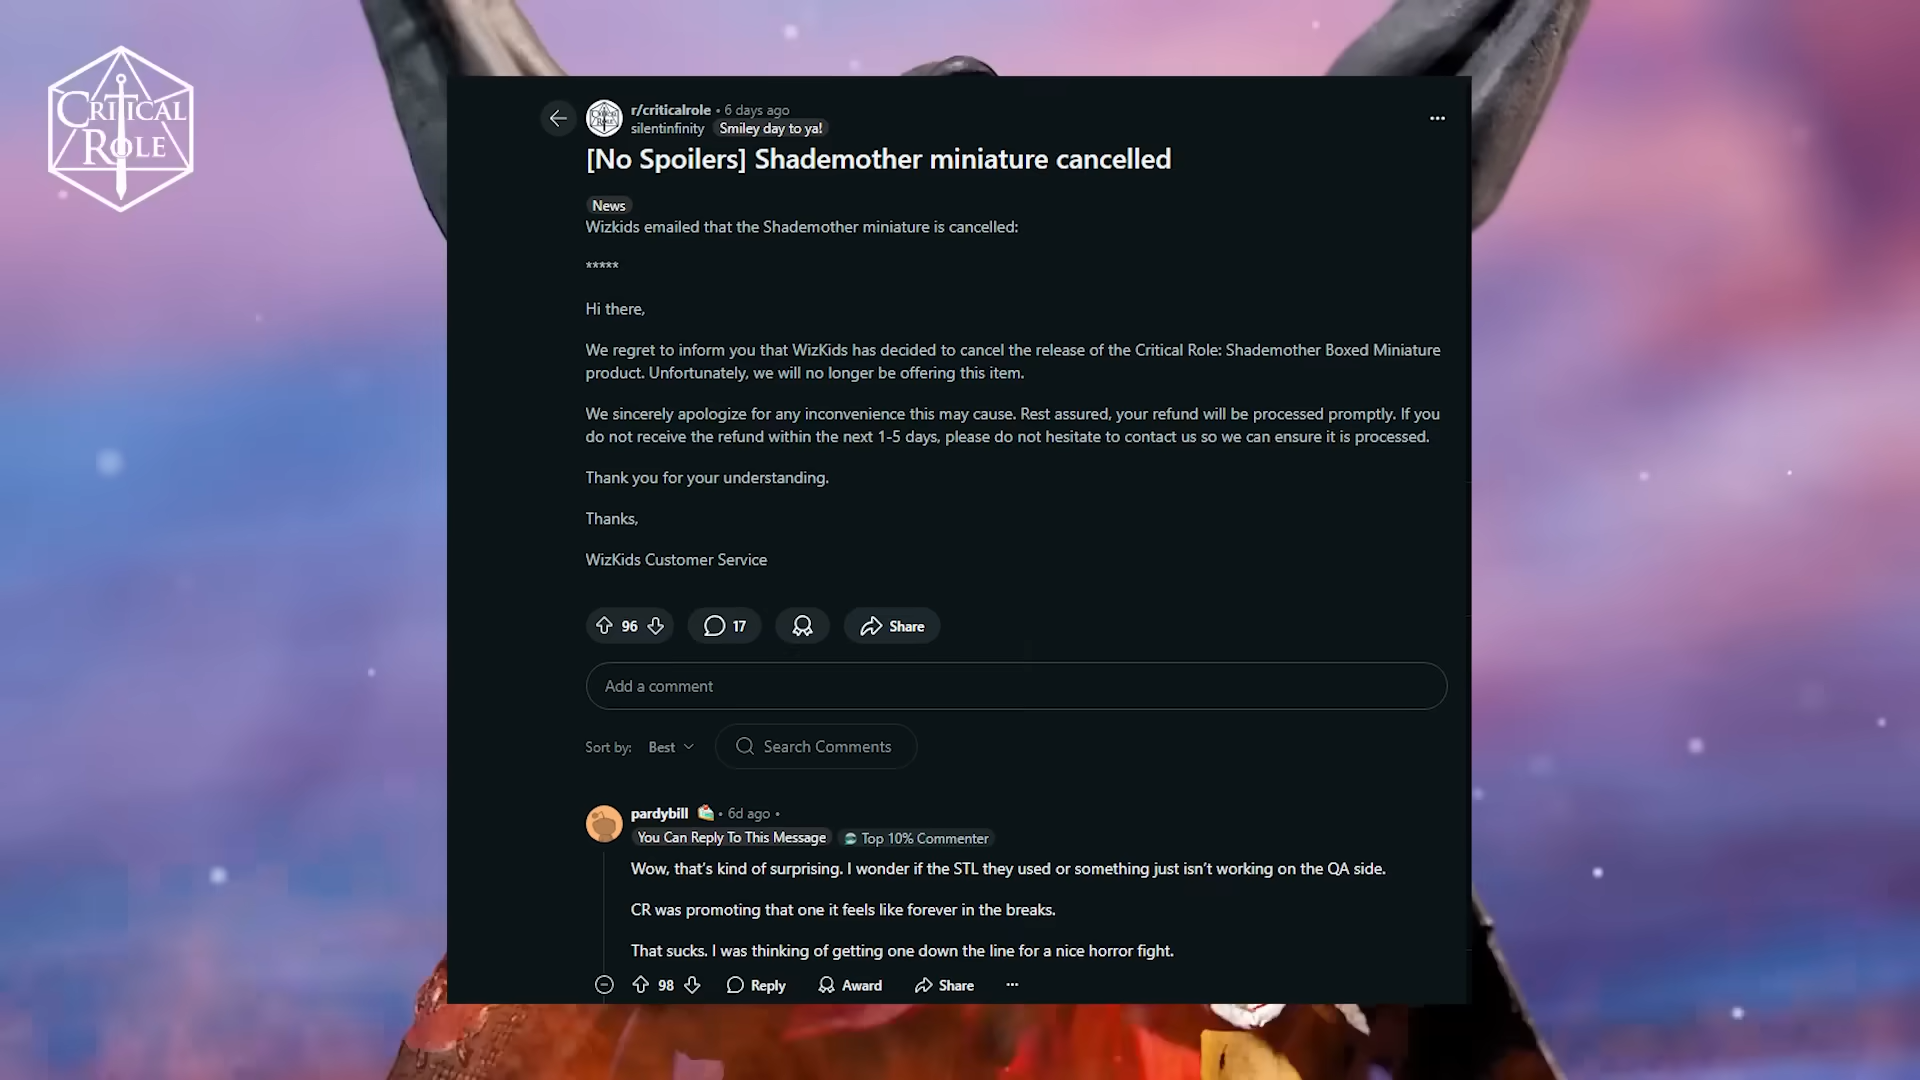 CRITICAL
ROLE
r/criticalrole • 6 days ago
silentinfinity Smiley day to ya!
[No Spoilers] Shademother miniature cancelled
News
Wizkids emailed that the Shademother miniature is cancelled:
*****
Hi there,
We regret to inform you that WizKids has decided to cancel the release of the Critical Role: Shademother Boxed Miniature
product. Unfortunately, we will no longer be offering this item.
We sincerely apologize for any inconvenience this may cause. Rest assured, your refund will be processed promptly. If you
do not receive the refund within the next 1-5 days, please do not hesitate to contact us so we can ensure it is processed.
Thank you for your understanding.
Thanks,
WizKids Customer Service
96 17 Share
Add a comment
Sort by: Best Search Comments
pardybill • 6d ago •
You Can Reply To This Message Top 10% Commenter
Wow, that's kind of surprising. I wonder if the STL they used or something just isn't working on the QA side.
CR was promoting that one it feels like forever in the breaks.
That sucks. I was thinking of getting one down the line for a nice horror fight.
98 Reply Award Share ...